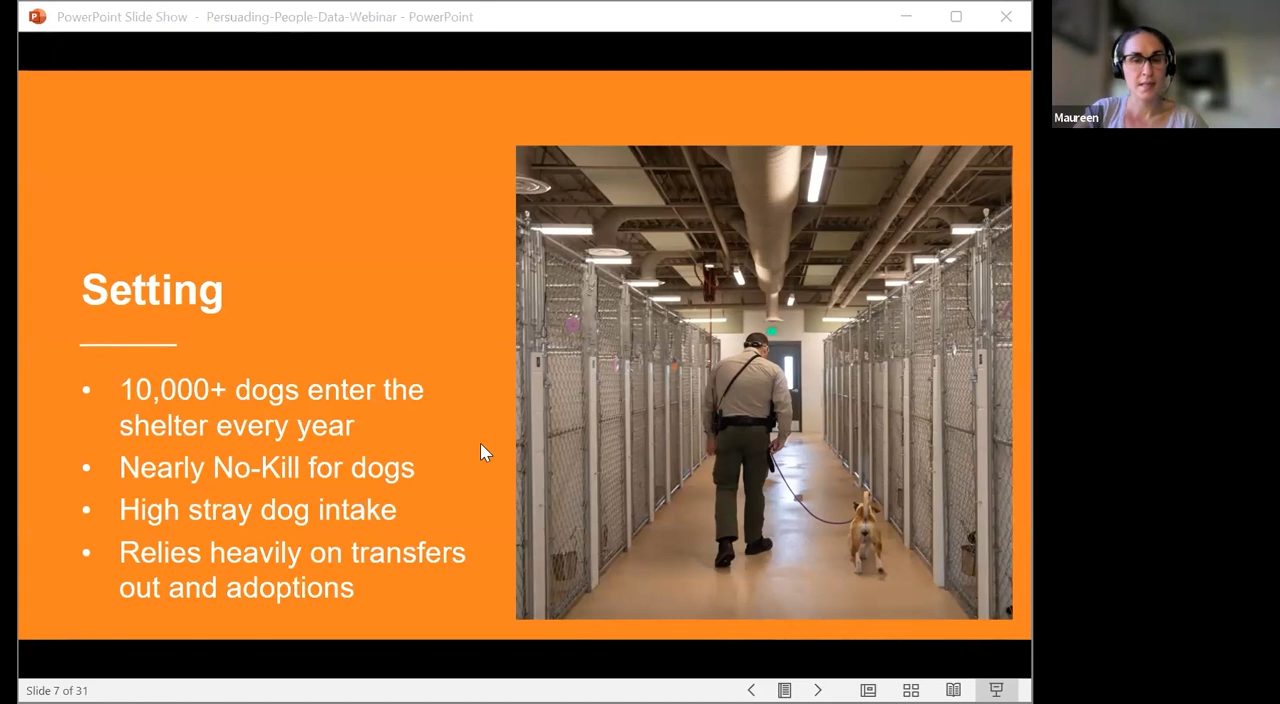 PowerPoint Slide Show - Persuading-People-Data-Webinar - PowerPoint
Maureen
Setting
• 10,000+ dogs enter the
shelter every year
• Nearly No-Kill for dogs
• High stray dog intake
• Relies heavily on transfers
out and adoptions
Slide 7 of 31